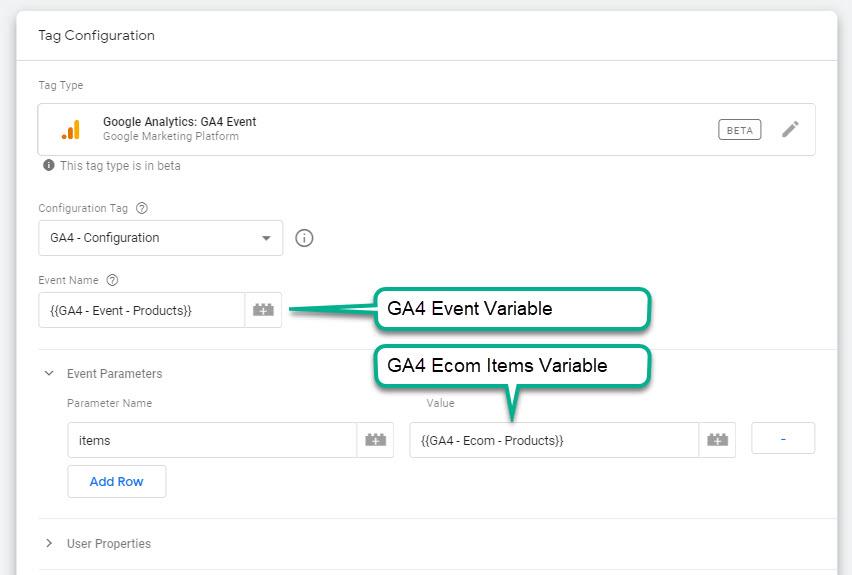 Tag Configuration
Tag Type
Google Analytics: GA4 Event
Google Marketing Platform
BETA
This tag type is in beta
Configuration Tag
GA4 - Configuration
Event Name
{{GA4 - Event - Products}}
GA4 Event Variable
GA4 Ecom Items Variable
Event Parameters
Parameter Name Value
items {{GA4 - Ecom - Products}} -
Add Row
User Properties